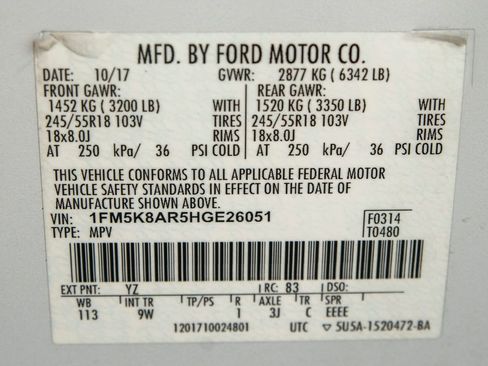 MFD. BY FORD MOTOR CO.
DATE: 10/17 GVWR: 2877 KG ( 6342 LB)
FRONT GAWR: REAR GAWR:
1452 KG ( 3200 LB) WITH 1520 KG ( 3350 LB) WITH
245/55R18 103V TIRES 245/55R18 103V TIRES
18x8.0J RIMS 18x8.0J RIMS
AT 250 kPa/ 36 PSI COLD AT 250 kPa/ 36 PSI COLD
THIS VEHICLE CONFORMS TO ALL APPLICABLE FEDERAL MOTOR
VEHICLE SAFETY STANDARDS IN EFFECT ON THE DATE OF
MANUFACTURE SHOWN ABOVE.
VIN: 1FM5K8AR5HGE26051 F0314
TYPE: MPV T0480
EXT PNT: YZ RC: 83 DSO:
WB INT TR TP/PS R AXLE TR SPR
113 9W 1 3J C EEEE
1201710024801 UTC ▽ 5U5A-1520472-BA